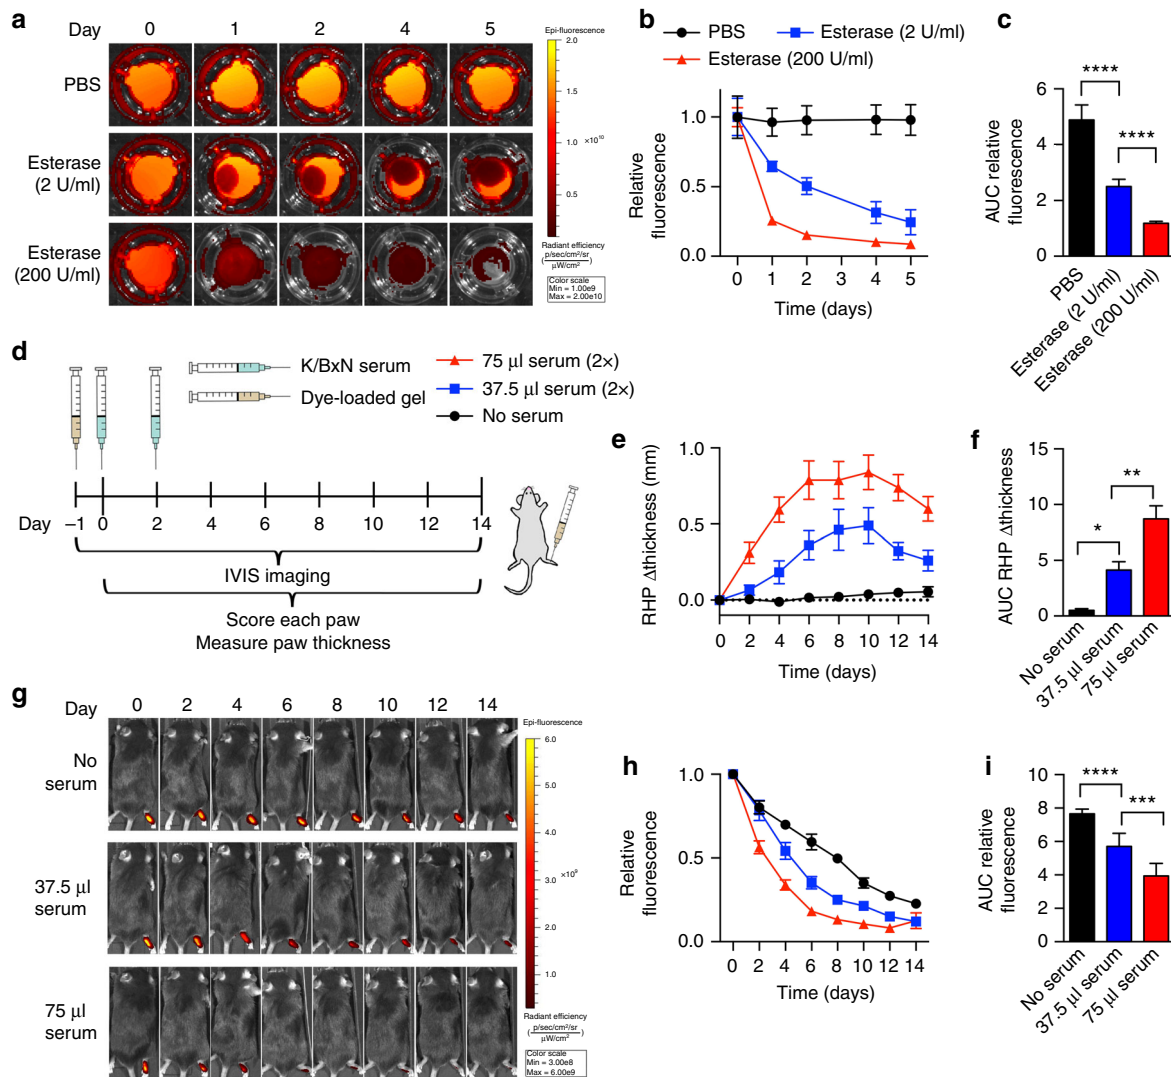 a
Day 0 1 2 4 5
PBS
Esterase
(2 U/ml)
Esterase
(200 U/ml)
Epi-fluorescence
2.0
1.5
1.0
×10¹⁰
0.5
Radiant efficiency
(p/sec/cm²/sr
μW/cm²)
Color scale
Min = 1.00e9
Max = 2.00e10
b
PBS
Esterase (2 U/ml)
Esterase (200 U/ml)
Relative
fluorescence
1.0
0.5
0.0
0 1 2 4 5
Time (days)
c
AUC relative
fluorescence
6
4
2
0
****
****
PBS
Esterase (2 U/ml)
Esterase (200 U/ml)
d
K/BxN serum
Dye-loaded gel
75 μl serum (2×)
37.5 μl serum (2×)
No serum
Day –1 0 2 4 6 8 10 12 14
IVIS imaging
Score each paw
Measure paw thickness
e
RHP Δthickness (mm)
1.0
0.5
0.0
0 2 4 6 8 10 12 14
Time (days)
f
AUC RHP Δthickness
15
10
5
0
*
**
No serum
37.5 μl serum
75 μl serum
g
Day 0 2 4 6 8 10 12 14
No
serum
37.5 μl
serum
75 μl
serum
Epi-fluorescence
6.0
5.0
4.0
3.0
×10⁹
2.0
1.0
Radiant efficiency
(p/sec/cm²/sr
μW/cm²)
Color scale
Min = 3.00e8
Max = 6.00e9
h
Relative
fluorescence
1.0
0.5
0.0
0 2 4 6 8 10 12 14
Time (days)
i
AUC relative
fluorescence
10
8
6
4
2
0
****
***
No serum
37.5 μl serum
75 μl serum